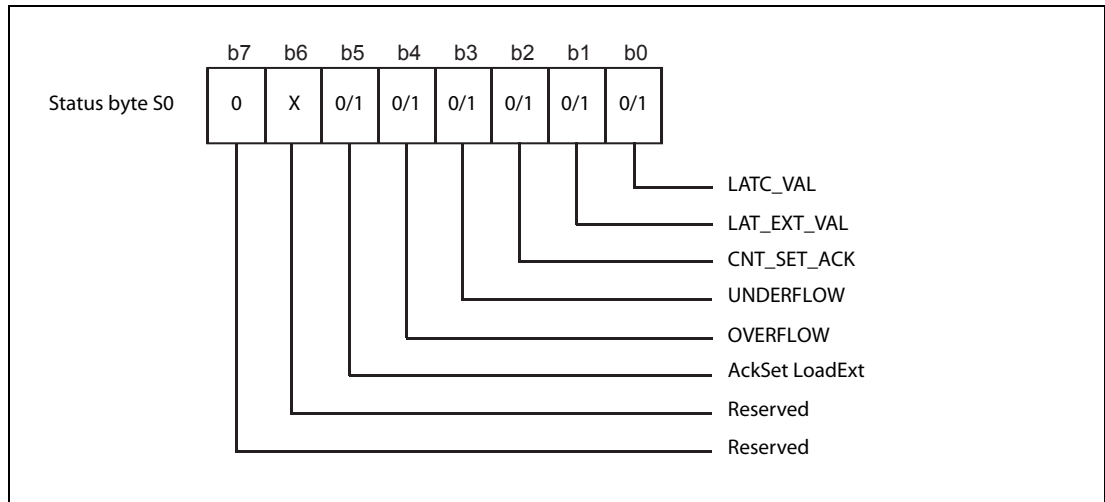 b7 b6 b5 b4 b3 b2 b1 b0
Status byte S0 0 X 0/1 0/1 0/1 0/1 0/1 0/1
LATC_VAL
LAT_EXT_VAL
CNT_SET_ACK
UNDERFLOW
OVERFLOW
AckSet LoadExt
Reserved
Reserved